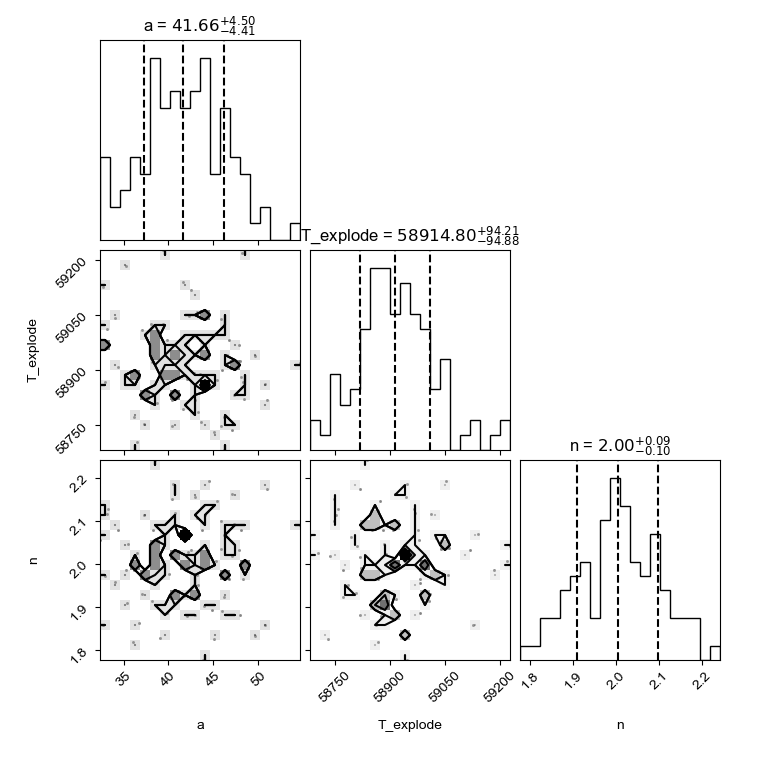 a = 41.66+4.50−4.41
T_explode = 58914.80+94.21−94.88
n = 2.00+0.09−0.10
T_explode
59200
59050
58900
58750
n
2.2
2.1
2.0
1.9
1.8
35 40 45 50
58750 58900 59050 59200
1.8 1.9 2.0 2.1 2.2
a T_explode n